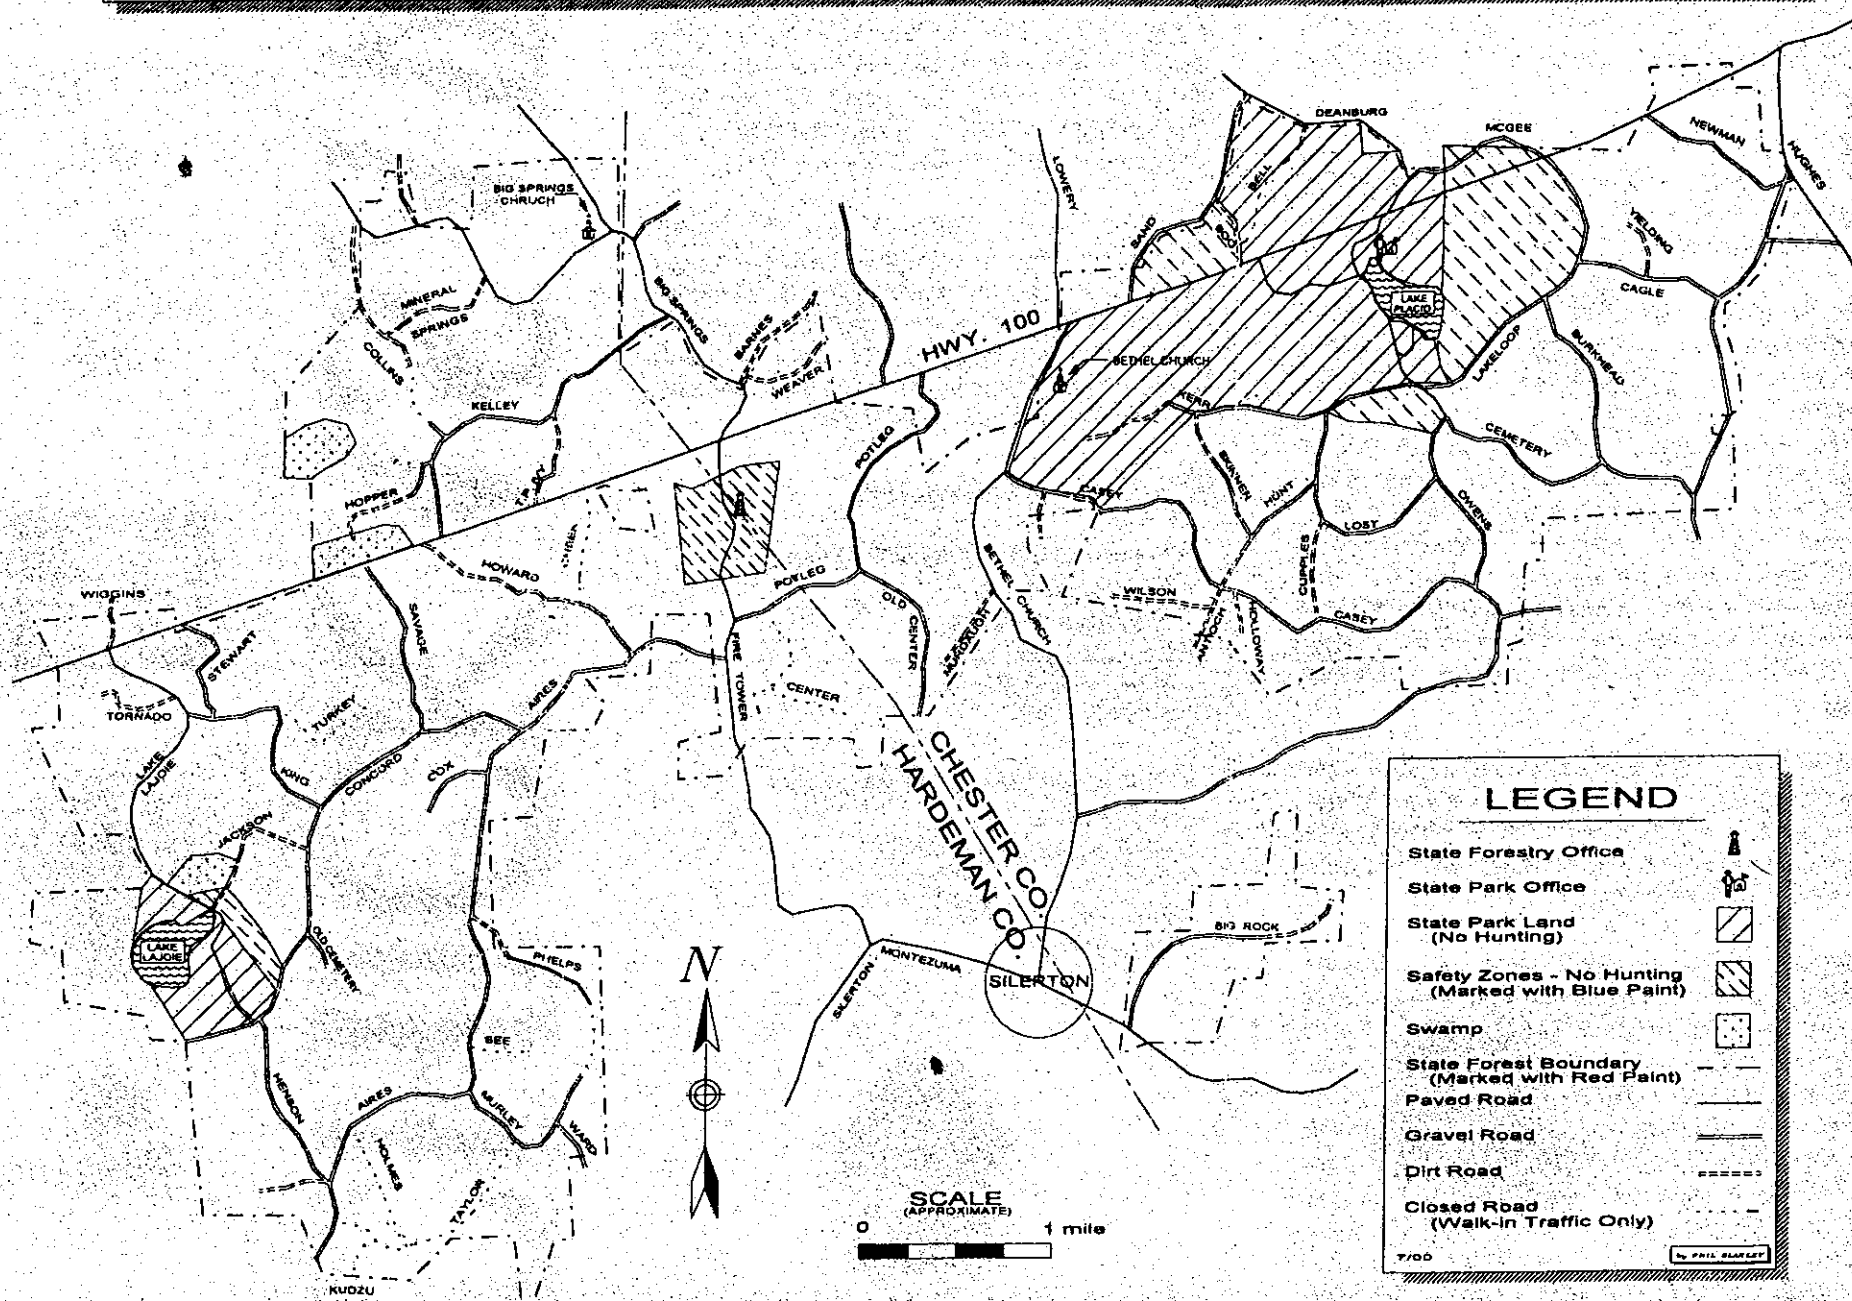 DEANBURG
MCGEE
NEWMAN
HUGHES
BIG SPRINGS
CHRUCH
LOWERY
BELL
SAND
YIELDING
MINERAL
SPRINGS
BIG SPRINGS
BARNES
WEAVER
COLLINS
HWY. 100
LAKE
PLACID
CAGLE
BETHEL CHURCH
LAKELOOP
BURKHEAD
KELLEY
KERR
POTLEG
CEMETERY
HOPPER
CASEY
HUNT
OWENS
LOST
CUPPLES
HOWARD
POTLEG
OLD
CENTER
BETHEL CHURCH
WILSON
ANTIOCH
HOLLOWAY
CASEY
WIGGINS
STEWART
SAVAGE
FIRE TOWER
CENTER
AIRES
TORNADO
TURKEY
LAKE
LAJOIE
KING
CONCORD
COX
CHESTER CO.
HARDEMAN CO.
JACKSON
LAKE
LAJOIE
OLD CEMETERY
PHELPS
BIG ROCK
N
MONTEZUMA
SILERTON
SILERTON
BEE
HENSON
AIRES
MURLEY
WARD
HOLMES
TAYLOR
KUDZU
SCALE
(APPROXIMATE)
0 1 mile
LEGEND
State Forestry Office
State Park Office
State Park Land
(No Hunting)
Safety Zones - No Hunting
(Marked with Blue Paint)
Swamp
State Forest Boundary
(Marked with Red Paint)
Paved Road
Gravel Road
Dirt Road
Closed Road
(Walk-in Traffic Only)
7/00